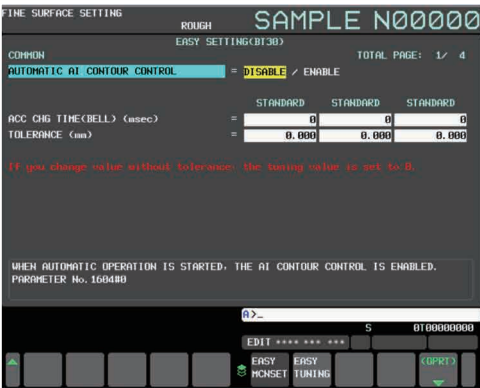 FINE SURFACE SETTING
ROUGH
SAMPLE N00000
EASY SETTING(BT30)
COMMON TOTAL PAGE: 1/ 4
AUTOMATIC AI CONTOUR CONTROL = DISABLE / ENABLE
STANDARD STANDARD STANDARD
ACC CHG TIME(BELL) (msec) = 0 0 0
TOLERANCE (mm) = 0.000 0.000 0.000
If you change value without tolerance, the tuning value is set to 0.
WHEN AUTOMATIC OPERATION IS STARTED, THE AI CONTOUR CONTROL IS ENABLED.
PARAMETER No.1604#0
A>_
S 0T00000000
EDIT **** *** ***
EASY MCNSET
EASY TUNING
(OPRT)